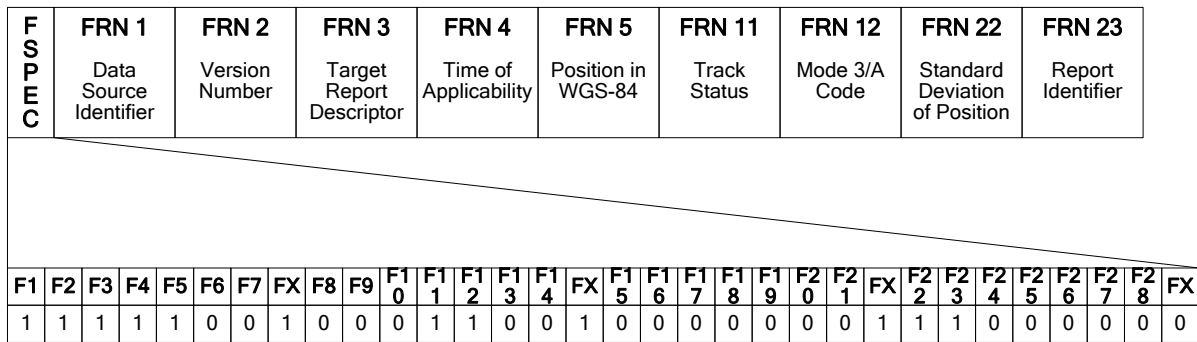 FSPEC
FRN 1 FRN 2 FRN 3 FRN 4 FRN 5 FRN 11 FRN 12 FRN 22 FRN 23
Data Source Identifier
Version Number
Target Report Descriptor
Time of Applicability
Position in WGS-84
Track Status
Mode 3/A Code
Standard Deviation of Position
Report Identifier
F1 F2 F3 F4 F5 F6 F7 FX F8 F9 F10 F11 F12 F13 F14 FX F15 F16 F17 F18 F19 F20 F21 FX F22 F23 F24 F25 F26 F27 F28 FX
1 1 1 1 1 0 0 1 0 0 0 1 1 0 0 1 0 0 0 0 0 0 0 1 1 1 0 0 0 0 0 0